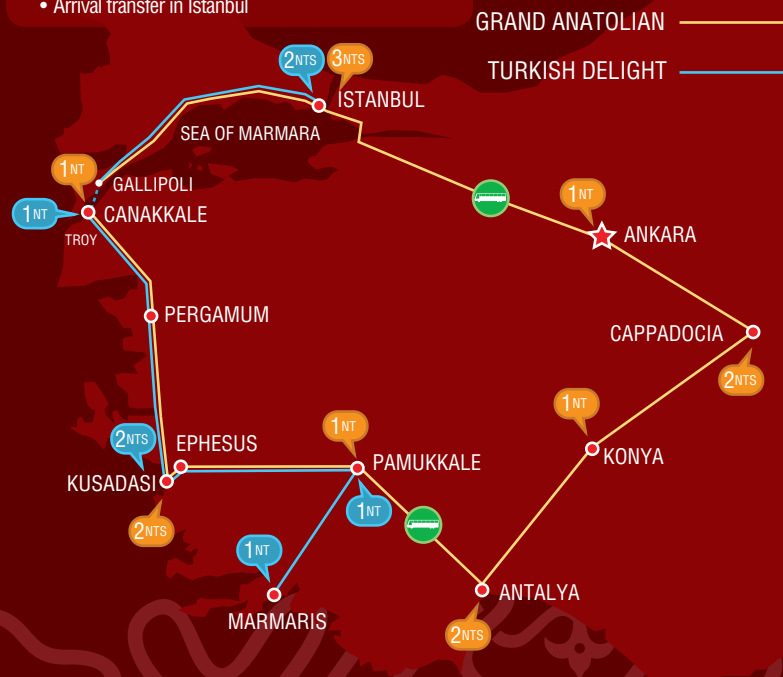 • Arrival transfer in Istanbul
GRAND ANATOLIAN
TURKISH DELIGHT
2NTS
3NTS
ISTANBUL
SEA OF MARMARA
1NT
GALLIPOLI
1NT
CANAKKALE
TROY
1NT
ANKARA
PERGAMUM
CAPPADOCIA
2NTS
2NTS
EPHESUS
1NT
1NT
KUSADASI
PAMUKKALE
KONYA
2NTS
1NT
1NT
MARMARIS
ANTALYA
2NTS